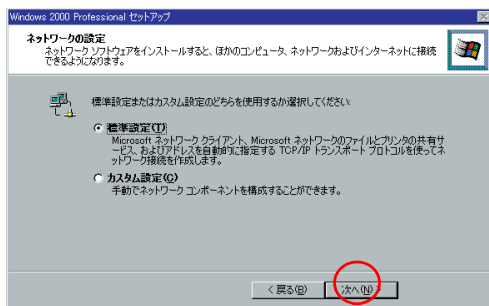 Windows 2000 Professional セットアップ
ネットワークの設定
ネットワーク ソフトウェアをインストールすると、ほかのコンピュータ、ネットワークおよびインターネットに接続
できるようになります。
標準設定またはカスタム設定のどちらを使用するか選択してください:
標準設定(T)
Microsoft ネットワーク クライアント、Microsoft ネットワークのファイルとプリンタの共有サ
ービス、およびアドレスを自動的に指定する TCP/IP トランスポート プロトコルを使ってネ
ットワーク接続を作成します。
カスタム設定(C)
手動でネットワーク コンポーネントを構成することができます。
< 戻る(B) 次へ(N) >